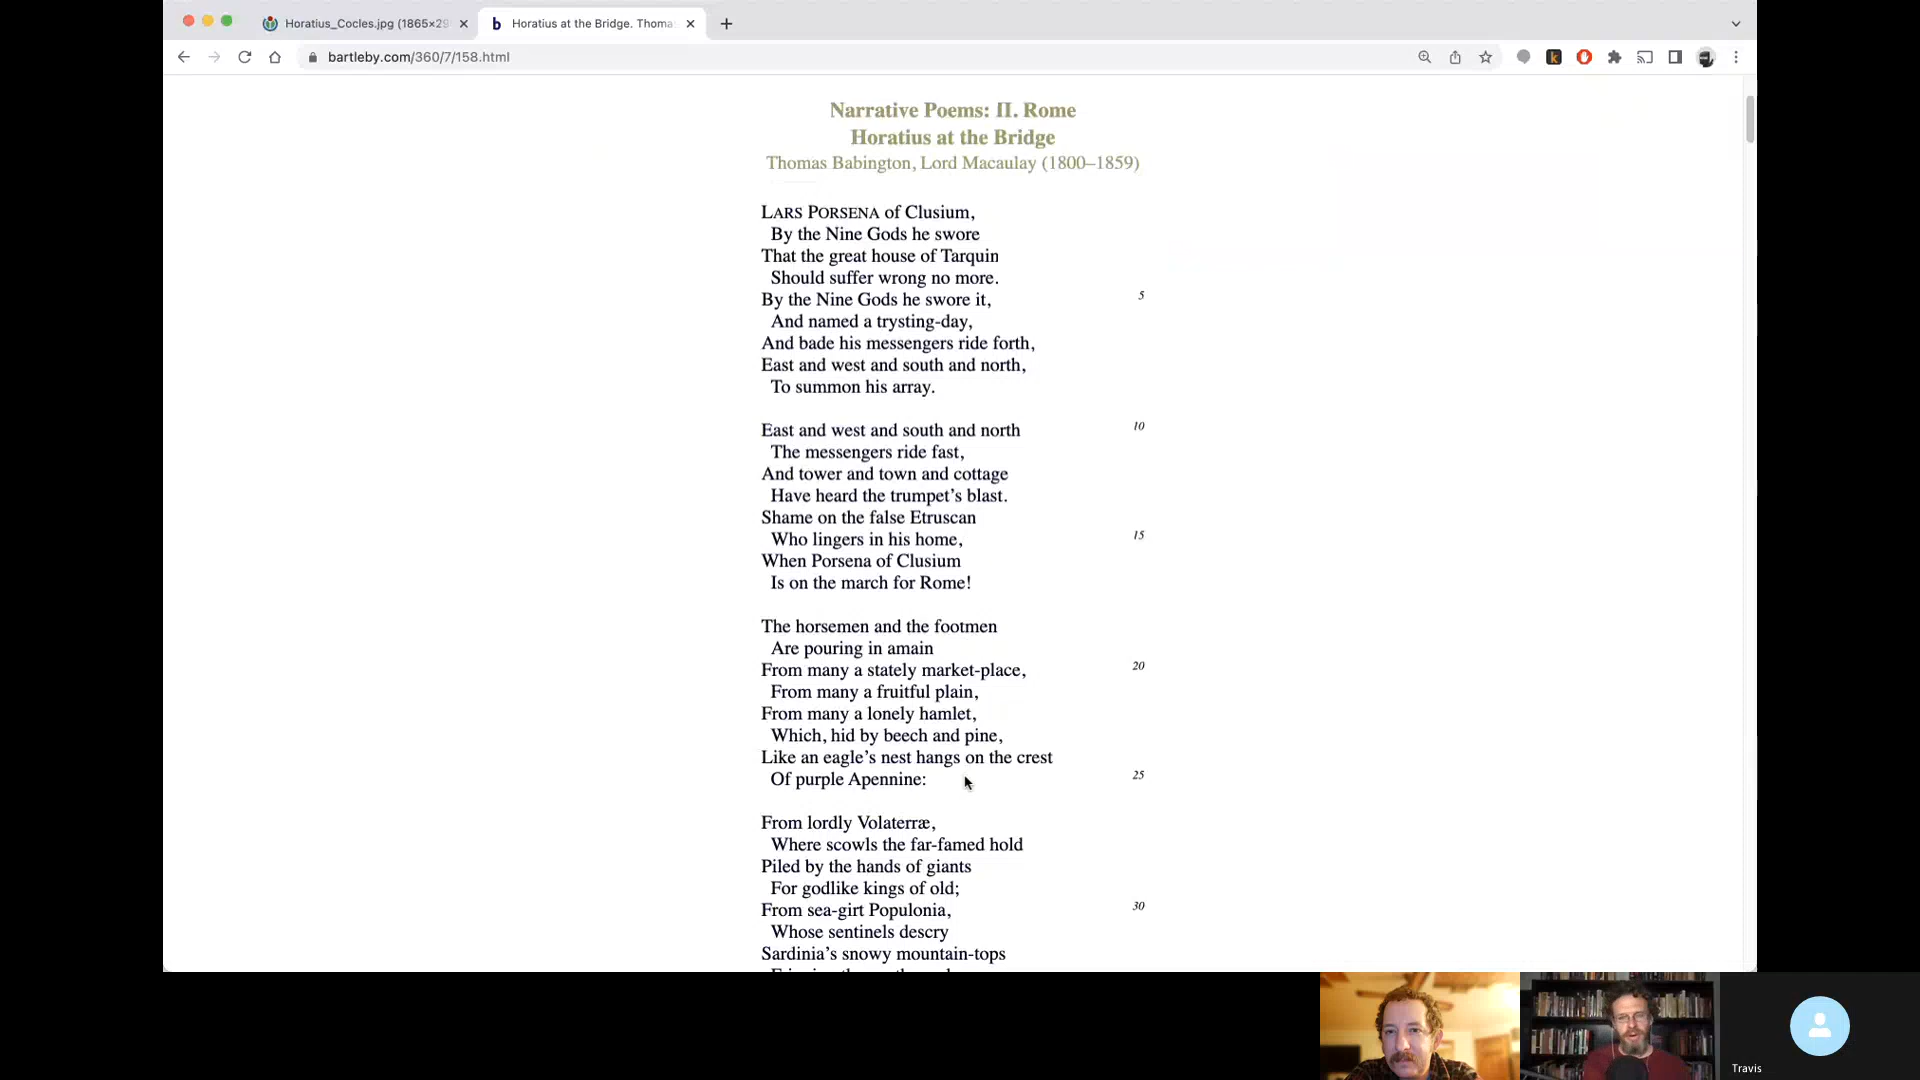 Horatius_Cocles.jpg (1865×29
Horatius at the Bridge. Thoma
bartleby.com/360/7/158.html
Narrative Poems: II. Rome
Horatius at the Bridge
Thomas Babington, Lord Macaulay (1800–1859)
LARS PORSENA of Clusium,
By the Nine Gods he swore
That the great house of Tarquin
Should suffer wrong no more.
By the Nine Gods he swore it, 5
And named a trysting-day,
And bade his messengers ride forth,
East and west and south and north,
To summon his array.
East and west and south and north 10
The messengers ride fast,
And tower and town and cottage
Have heard the trumpet’s blast.
Shame on the false Etruscan
Who lingers in his home, 15
When Porsena of Clusium
Is on the march for Rome!
The horsemen and the footmen
Are pouring in amain
From many a stately market-place, 20
From many a fruitful plain,
From many a lonely hamlet,
Which, hid by beech and pine,
Like an eagle’s nest hangs on the crest
Of purple Apennine: 25
From lordly Volaterræ,
Where scowls the far-famed hold
Piled by the hands of giants
For godlike kings of old;
From sea-girt Populonia, 30
Whose sentinels descry
Sardinia’s snowy mountain-tops
Travis